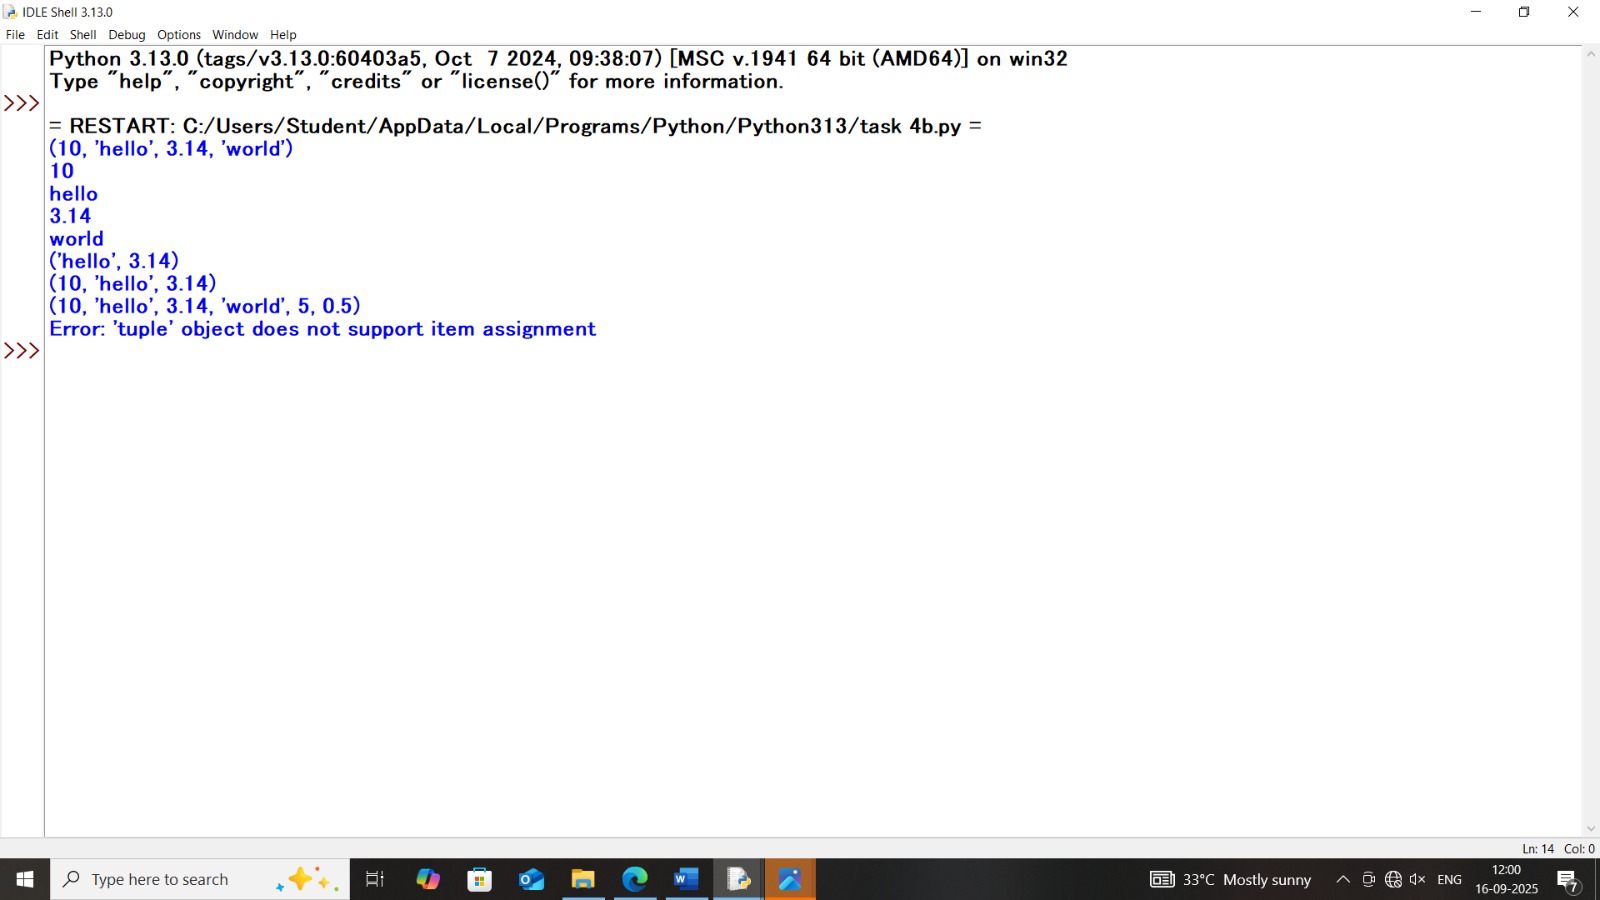 IDLE Shell 3.13.0
File Edit Shell Debug Options Window Help
Python 3.13.0 (tags/v3.13.0:60403a5, Oct  7 2024, 09:38:07) [MSC v.1941 64 bit (AMD64)] on win32
Type "help", "copyright", "credits" or "license()" for more information.
>>>
= RESTART: C:/Users/Student/AppData/Local/Programs/Python/Python313/task 4b.py =
(10, 'hello', 3.14, 'world')
10
hello
3.14
world
('hello', 3.14)
(10, 'hello', 3.14)
(10, 'hello', 3.14, 'world', 5, 0.5)
Error: 'tuple' object does not support item assignment
>>>
Ln: 14 Col: 0
Type here to search
33°C Mostly sunny
ENG
12:00
16-09-2025
7